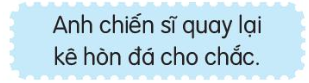 Anh chiến sĩ quay lại
kê hòn đá cho chắc.